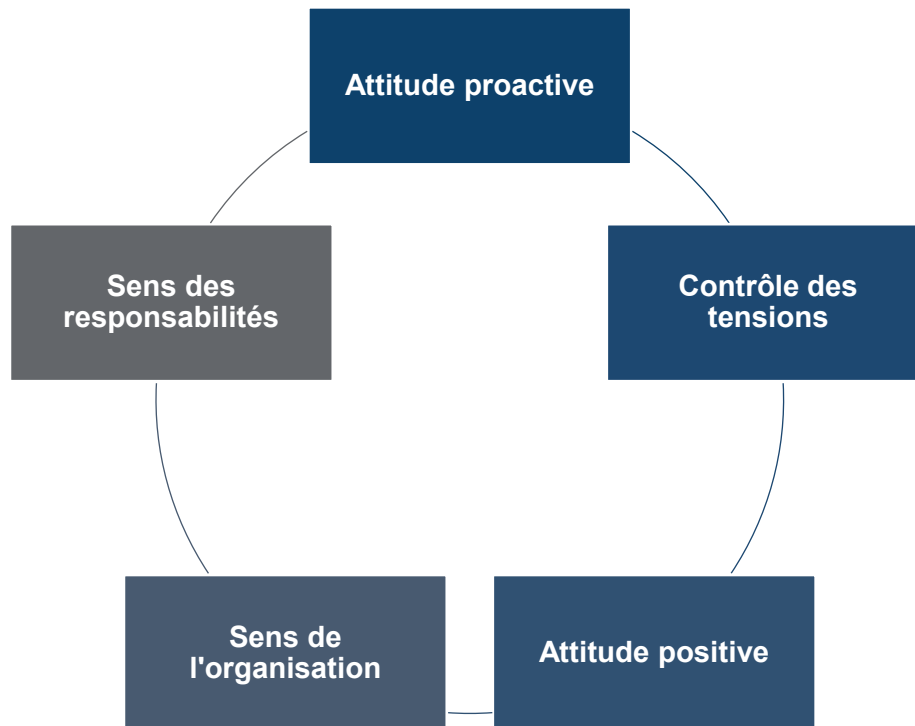 Attitude proactive
Sens des
responsabilités
Contrôle des
tensions
Sens de
l'organisation
Attitude positive